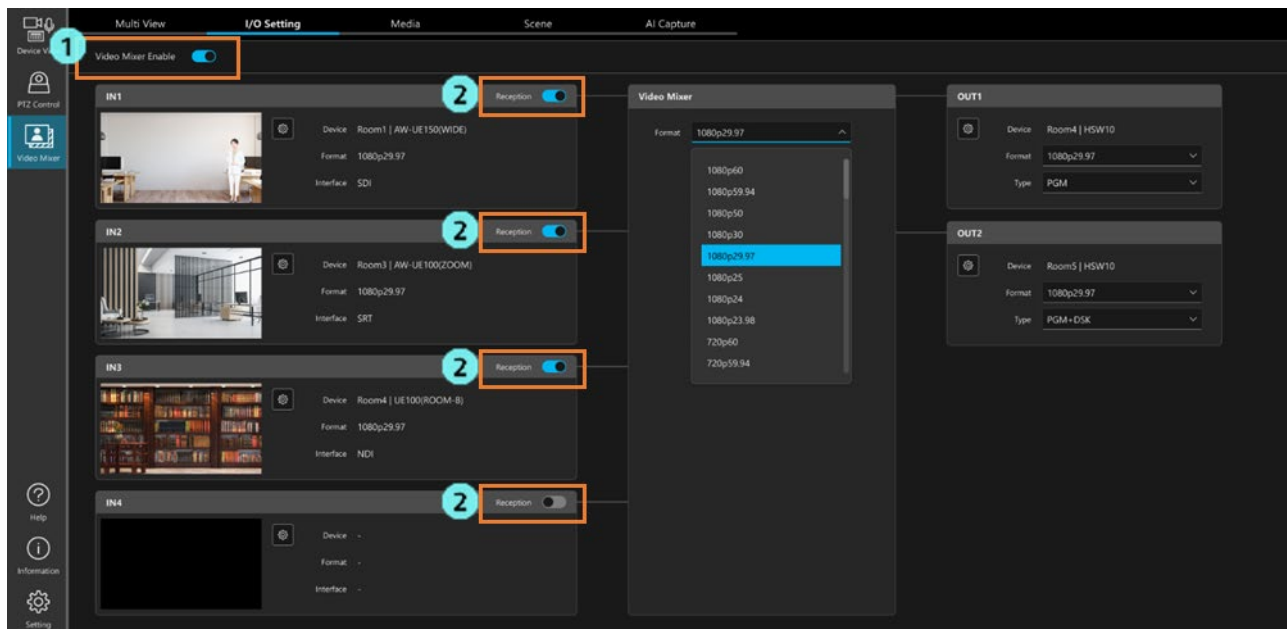 Multi View
I/O Setting
Media
Scene
AI Capture
Device View
PTZ Control
Video Mixer
Help
Information
Setting
1
Video Mixer Enable
IN1
2
Reception
Device Room1 | AW-UE150(WIDE)
Format 1080p29.97
Interface SDI
IN2
2
Reception
Device Room3 | AW-UE100(ZOOM)
Format 1080p29.97
Interface SRT
IN3
2
Reception
Device Room4 | UE100(ROOM-B)
Format 1080p29.97
Interface NDI
IN4
2
Reception
Device -
Format -
Interface -
Video Mixer
Format 1080p29.97
1080p60
1080p59.94
1080p50
1080p30
1080p29.97
1080p25
1080p24
1080p23.98
720p60
720p59.94
OUT1
Device Room4 | HSW10
Format 1080p29.97
Type PGM
OUT2
Device Room5 | HSW10
Format 1080p29.97
Type PGM+DSK